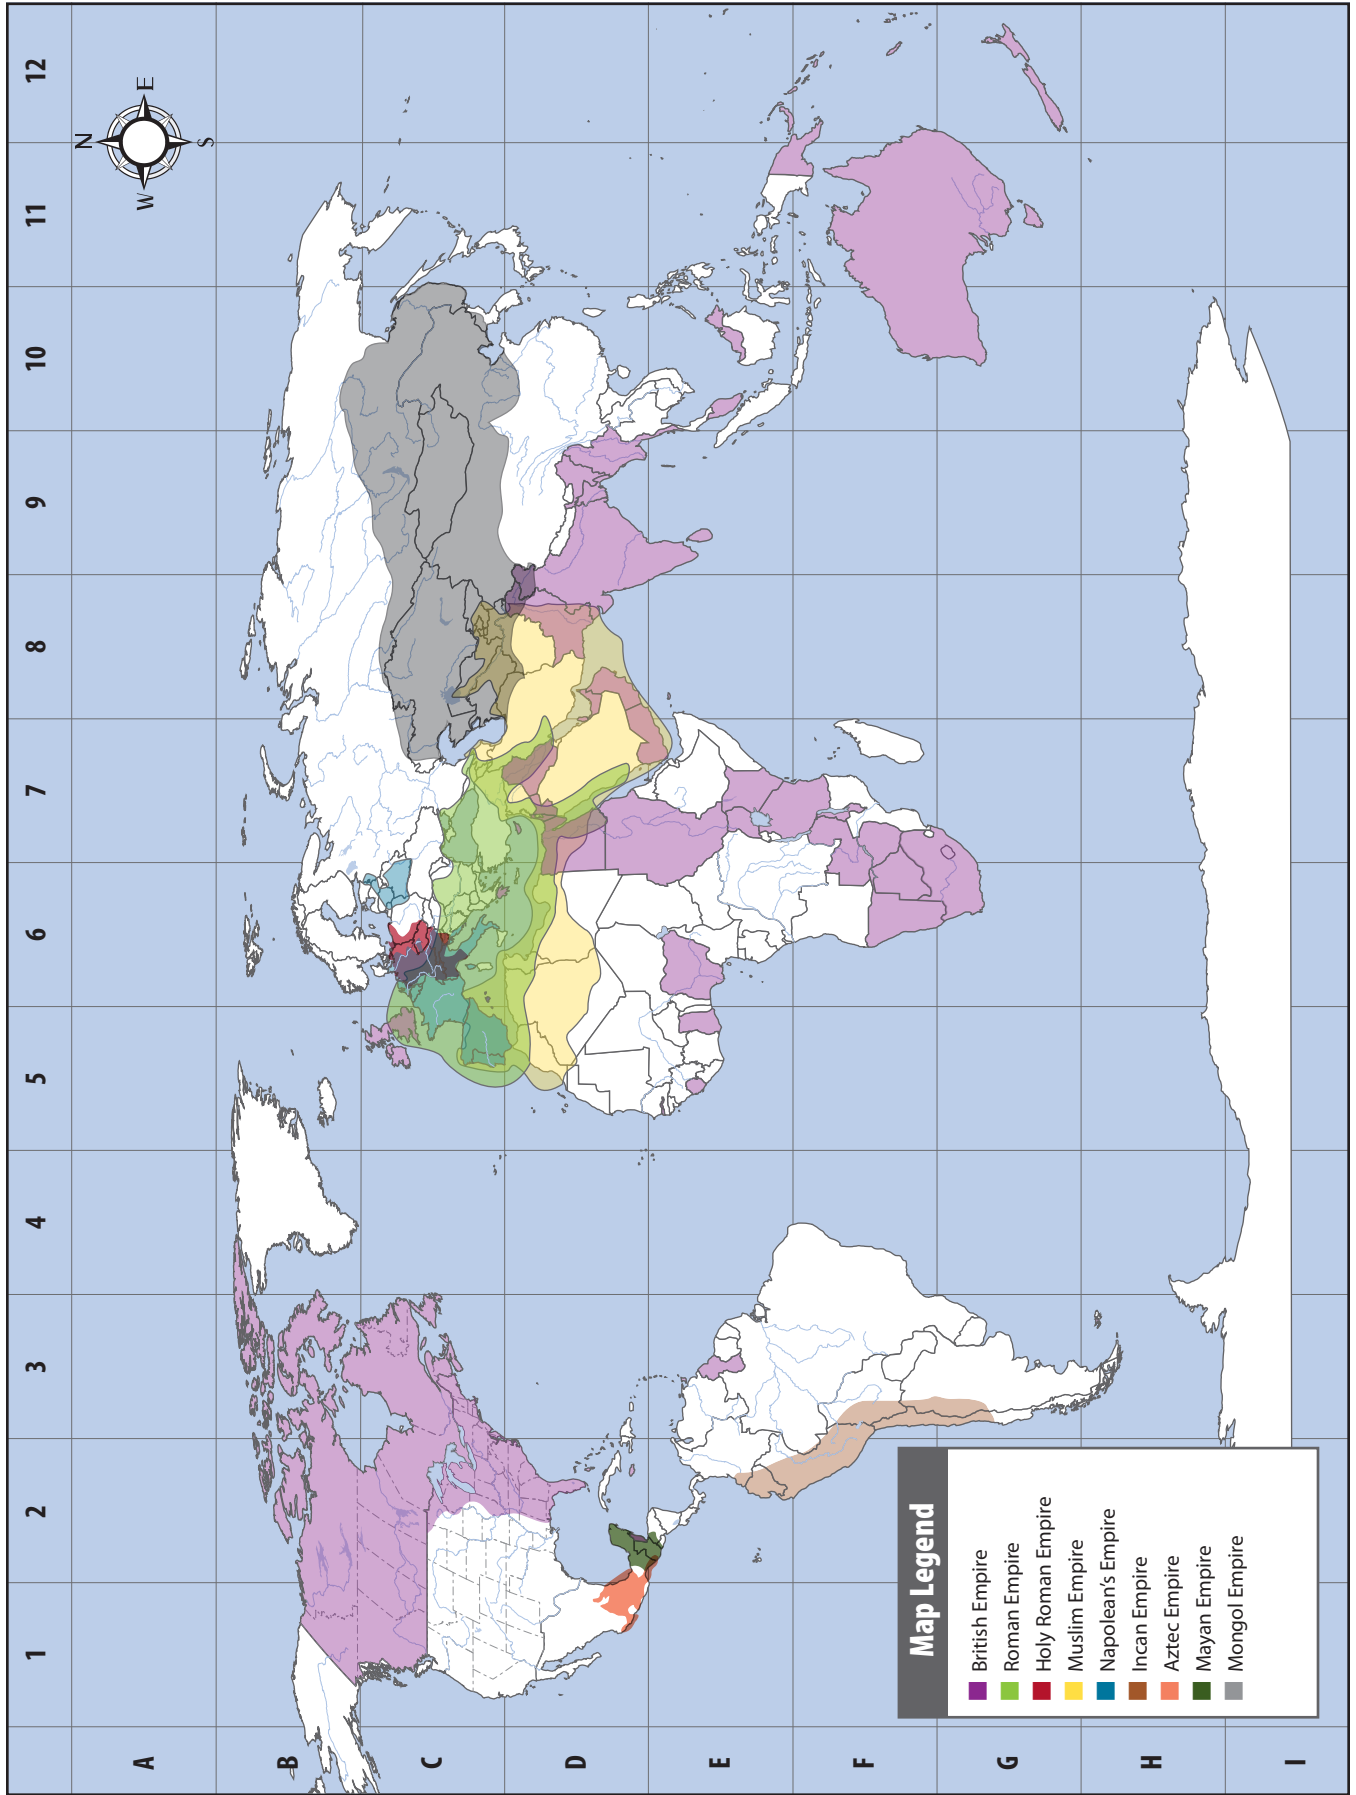 N
W
E
S
1
2
3
4
5
6
7
8
9
10
11
12
A
B
C
D
E
F
G
H
I
Map Legend
British Empire
Roman Empire
Holy Roman Empire
Muslim Empire
Napolean's Empire
Incan Empire
Aztec Empire
Mayan Empire
Mongol Empire